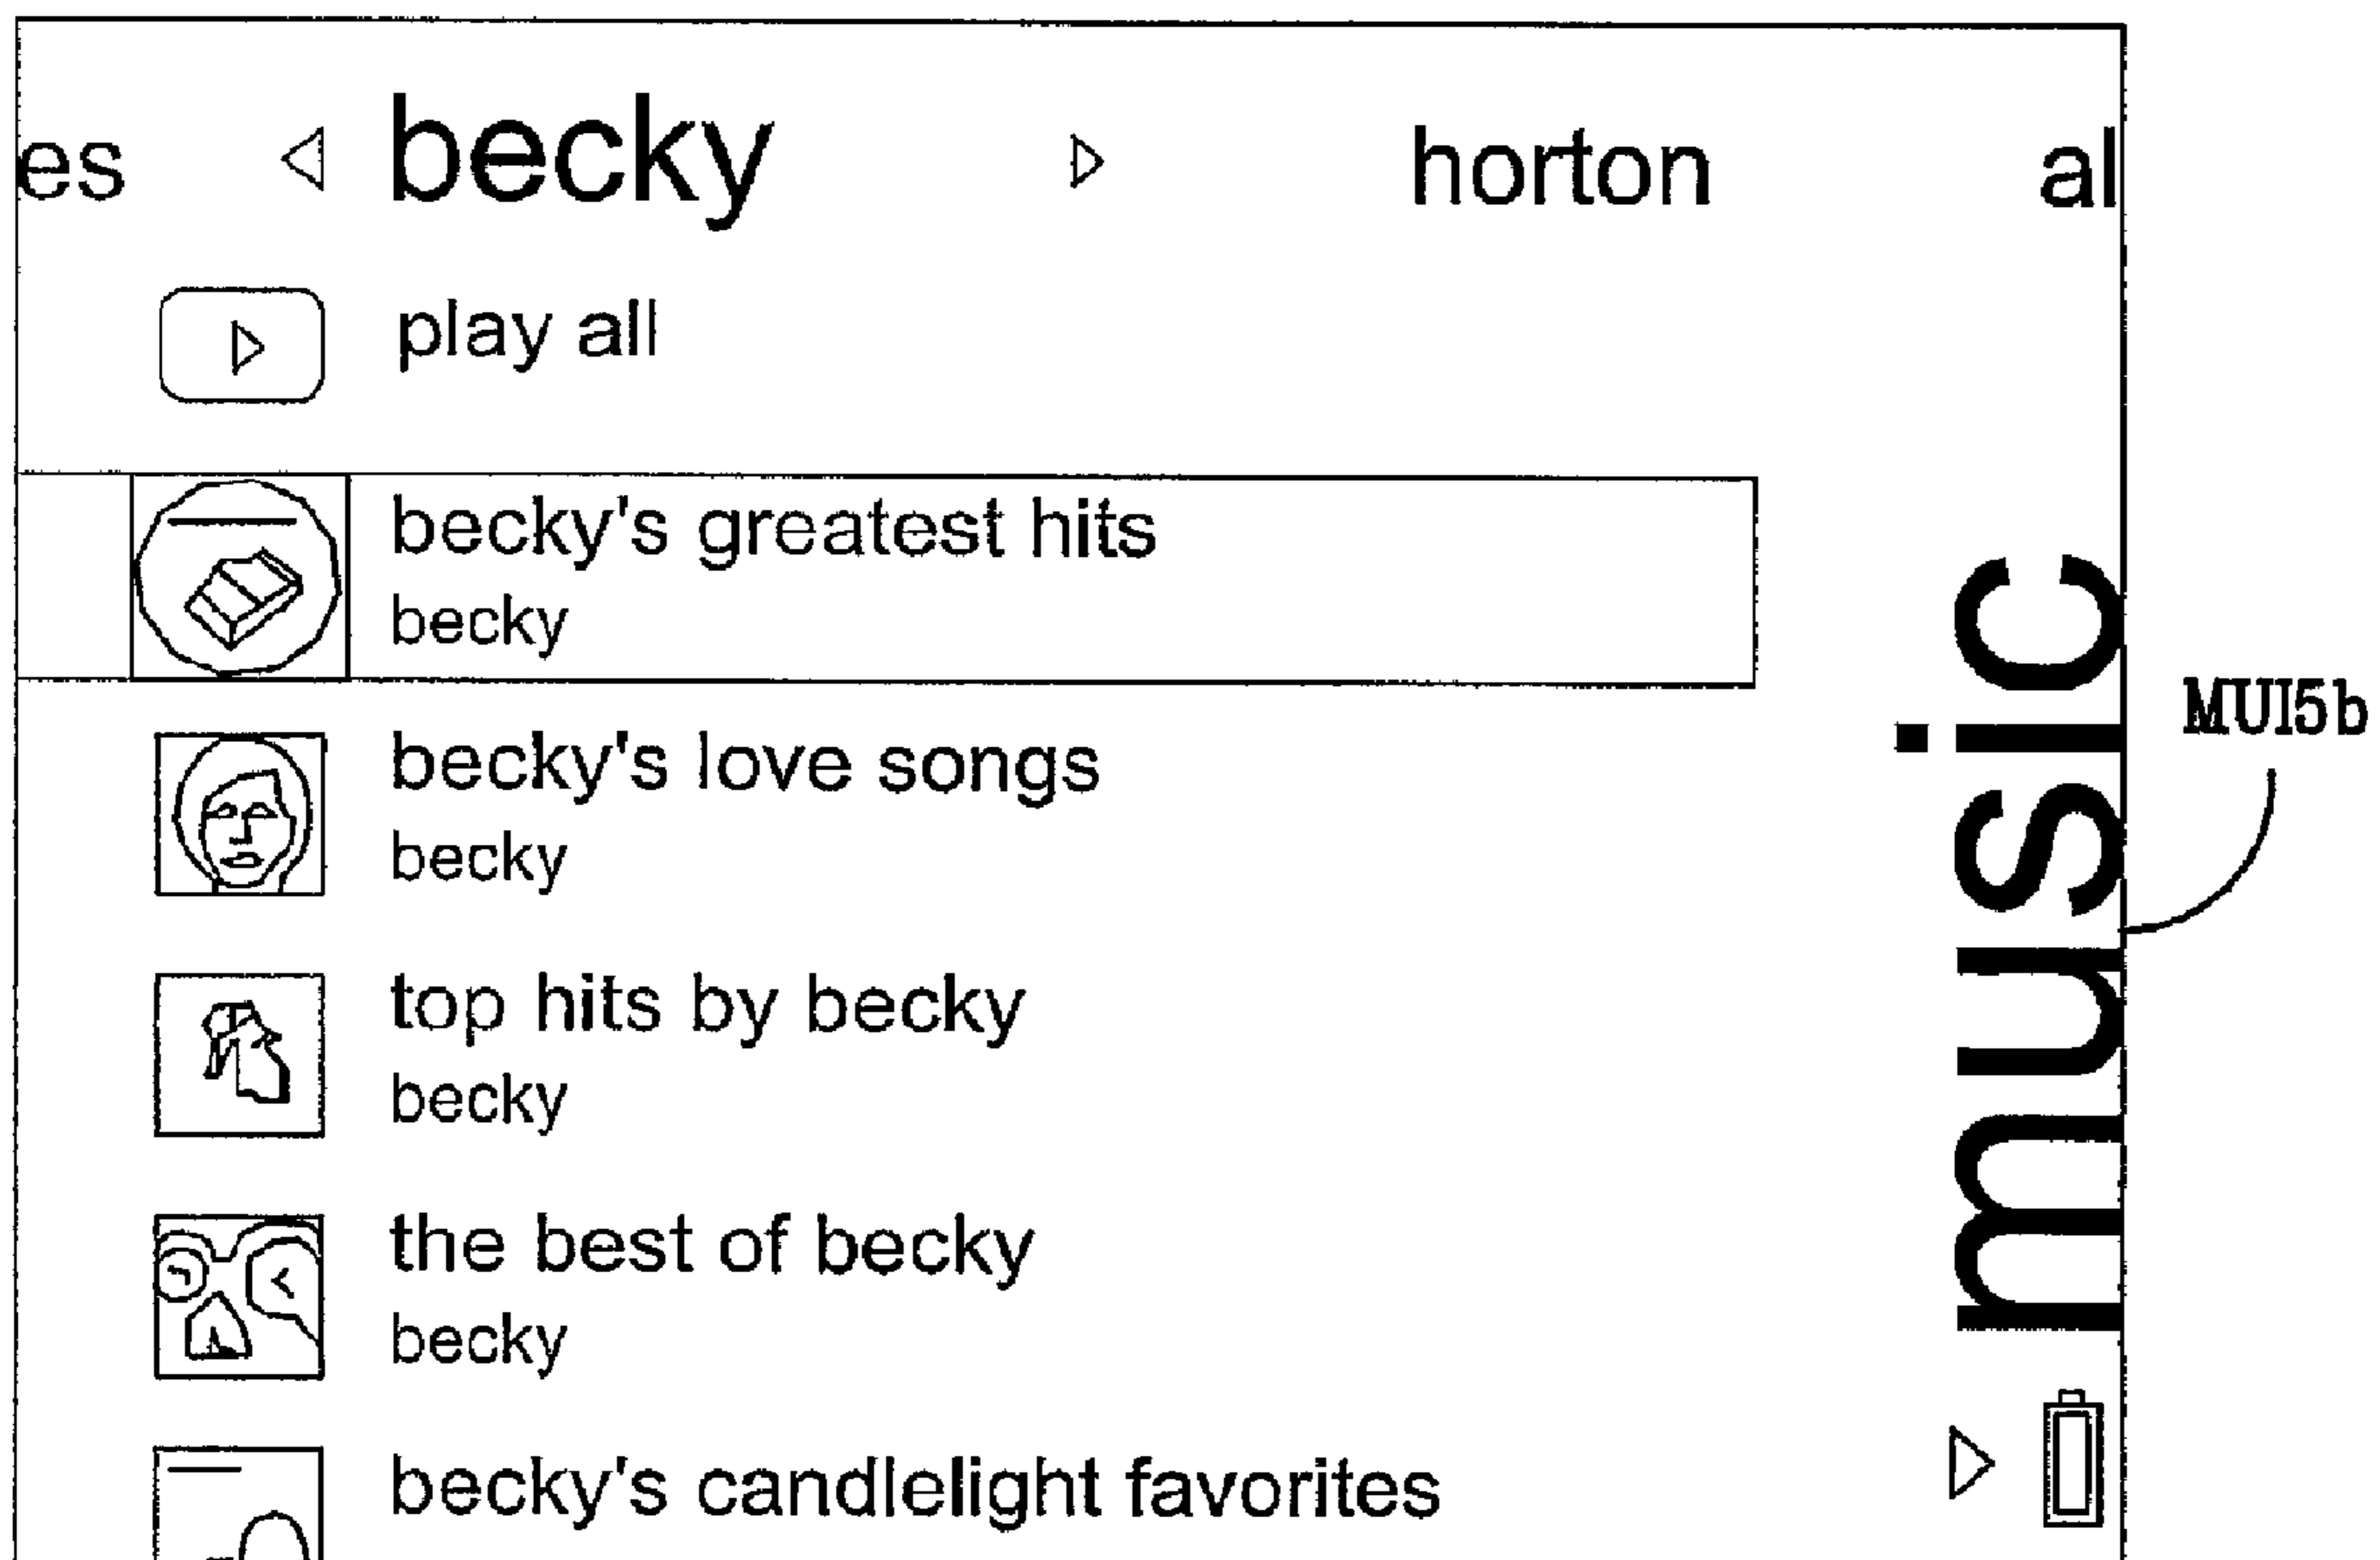 es becky horton al
play all
becky's greatest hits
becky
becky's love songs
becky
top hits by becky
becky
the best of becky
becky
becky's candlelight favorites
music
MUI5b